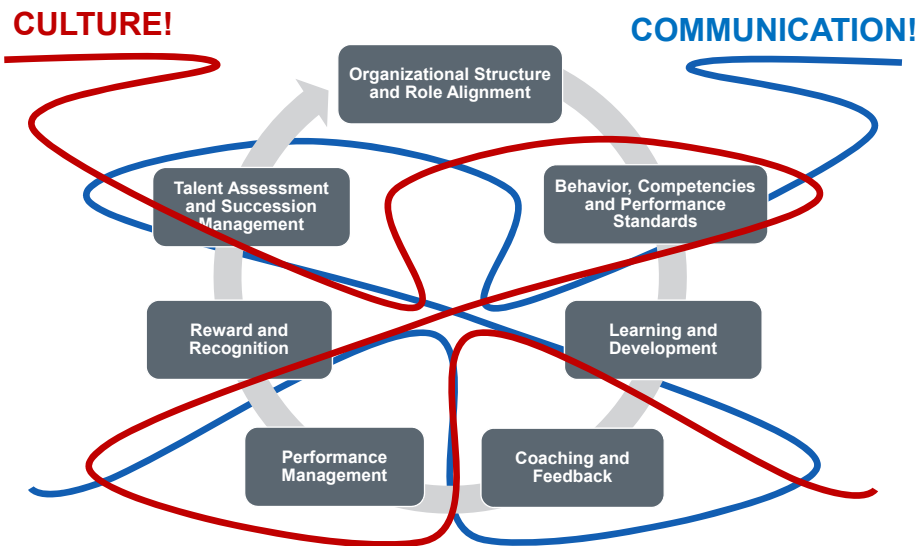 CULTURE!
COMMUNICATION!
Organizational Structure
and Role Alignment
Behavior, Competencies
and Performance
Standards
Learning and
Development
Coaching and
Feedback
Performance
Management
Reward and
Recognition
Talent Assessment
and Succession
Management